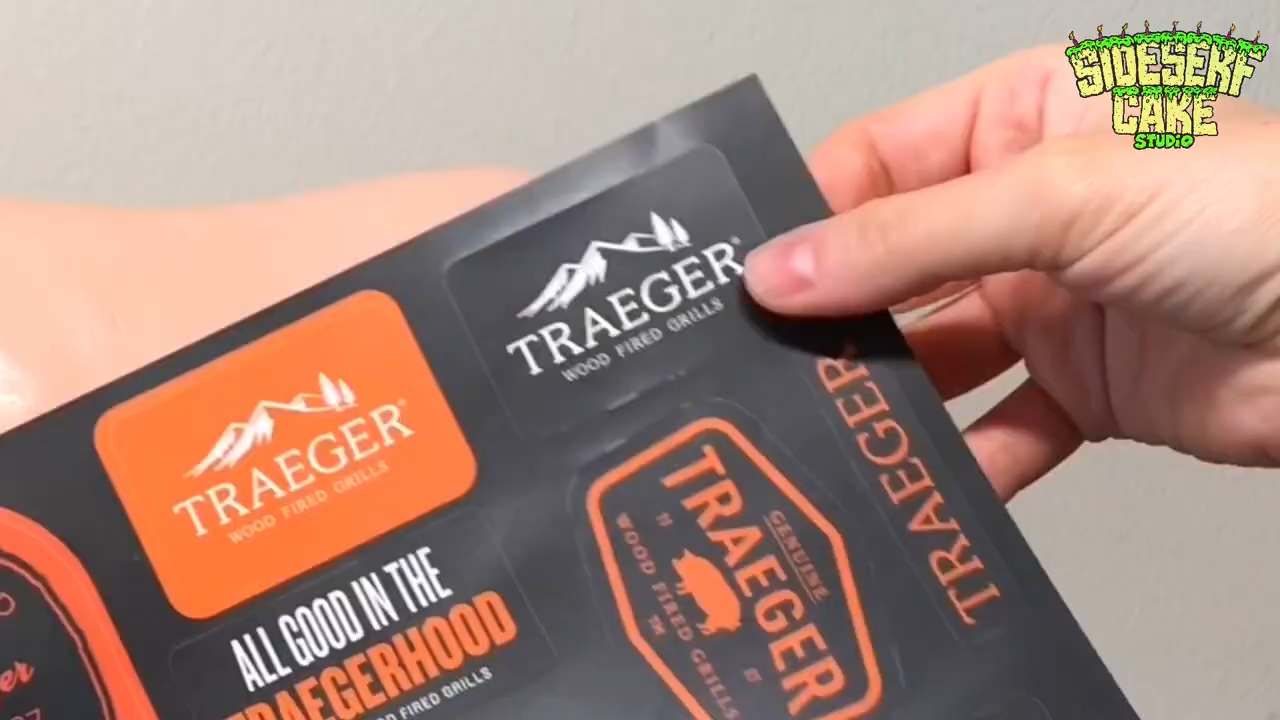 SIDESERF
CAKE
STUDIO
TRAEGER®
WOOD FIRED GRILLS
TRAEGER®
WOOD FIRED GRILLS
TRAEGER
ALL GOOD IN THE
TRAEGERHOOD
WOOD FIRED GRILLS
GENUINE
TRAEGER
WOOD FIRED GRILLS
TM